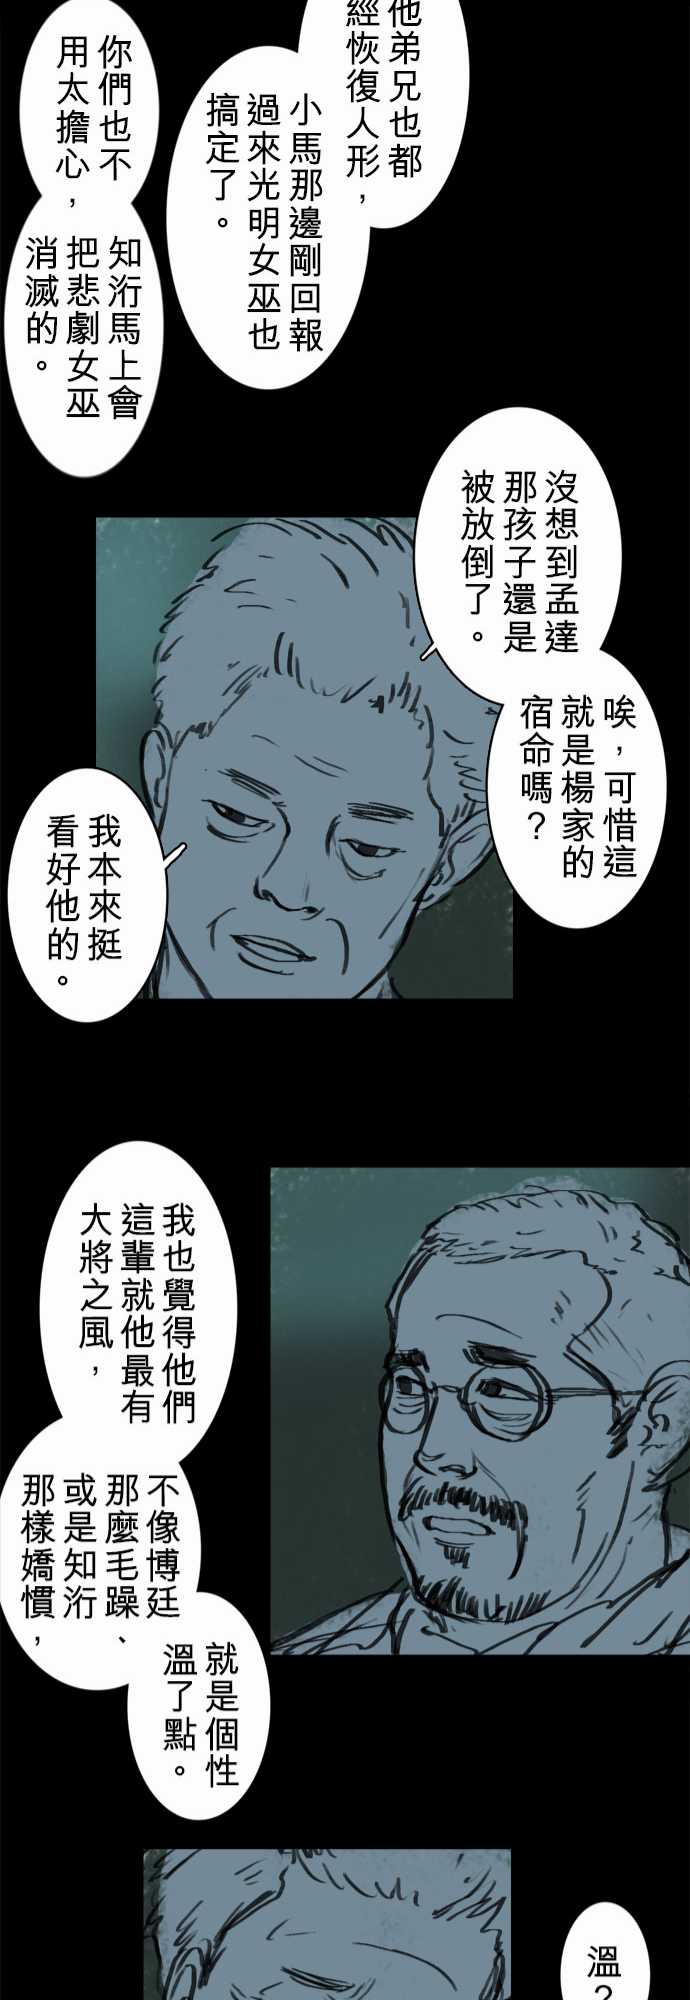 他弟兄也都
經恢復人形，
小馬那邊剛回報
過來光明女巫也
搞定了。
你們也不
用太擔心，
知洐馬上會
把悲劇女巫
消滅的。
沒想到孟達
那孩子還是
被放倒了。
唉，可惜這
就是楊家的
宿命嗎？
我本來挺
看好他的。
我也覺得他們
這輩就他最有
大將之風，
不像博廷
那麼毛躁、
或是知洐
那樣嬌慣，
就是個性
溫了點。
溫？